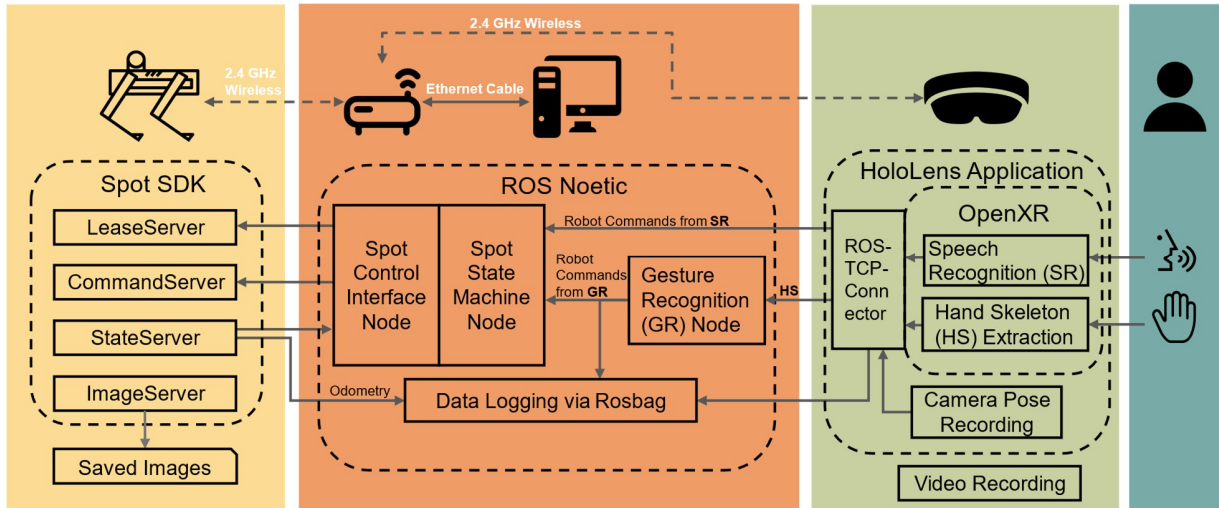 2.4 GHz Wireless
2.4 GHz
Wireless
Ethernet Cable
Spot SDK
LeaseServer
CommandServer
StateServer
ImageServer
Saved Images
ROS Noetic
Spot
Control
Interface
Node
Spot
State
Machine
Node
Robot Commands from SR
Robot
Commands
from GR
Gesture
Recognition
(GR) Node
HS
Odometry
Data Logging via Rosbag
HoloLens Application
OpenXR
ROS-
TCP-
Conn
ector
Speech
Recognition (SR)
Hand Skeleton
(HS) Extraction
Camera Pose
Recording
Video Recording